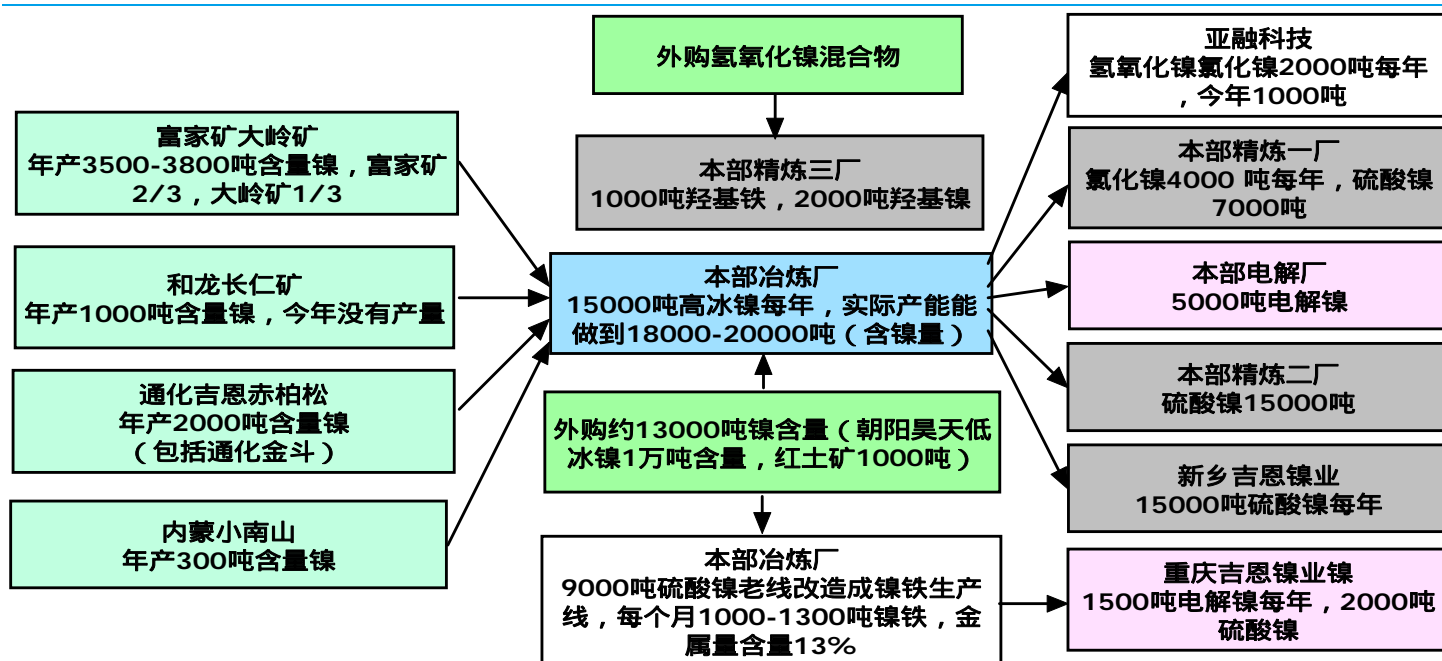 外购氢氧化镍混合物
亚融科技
氢氧化镍氯化镍2000吨每年
，今年1000吨
富家矿大岭矿
年产3500-3800吨含量镍，富家矿
2/3，大岭矿1/3
本部精炼三厂
1000吨羟基铁，2000吨羟基镍
本部精炼一厂
氯化镍4000 吨每年，硫酸镍
7000吨
和龙长仁矿
年产1000吨含量镍，今年没有产量
本部冶炼厂
15000吨高冰镍每年，实际产能能
做到18000-20000吨（含镍量）
本部电解厂
5000吨电解镍
通化吉恩赤柏松
年产2000吨含量镍
（包括通化金斗）
外购约13000吨镍含量（朝阳昊天低
冰镍1万吨含量，红土矿1000吨）
本部精炼二厂
硫酸镍15000吨
新乡吉恩镍业
15000吨硫酸镍每年
内蒙小南山
年产300吨含量镍
本部冶炼厂
9000吨硫酸镍老线改造成镍铁生产
线，每个月1000-1300吨镍铁，金
属量含量13%
重庆吉恩镍业镍
1500吨电解镍每年，2000吨
硫酸镍